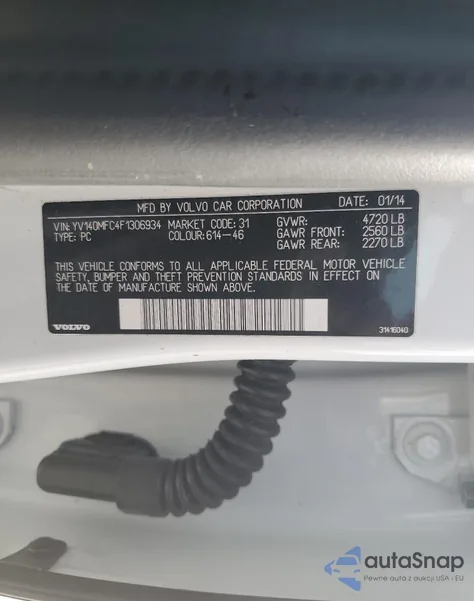 MFD BY VOLVO CAR CORPORATION DATE: 01/14
VIN: YV140MFC4F1306934 MARKET CODE: 31 GVWR: 4720 LB
TYPE: PC COLOUR: 614-46 GAWR FRONT: 2560 LB
GAWR REAR: 2270 LB
THIS VEHICLE CONFORMS TO ALL APPLICABLE FEDERAL MOTOR VEHICLE
SAFETY, BUMPER AND THEFT PREVENTION STANDARDS IN EFFECT ON
THE DATE OF MANUFACTURE SHOWN ABOVE.
VOLVO 31416040
autaSnap
Pewne auta z aukcji USA - EU